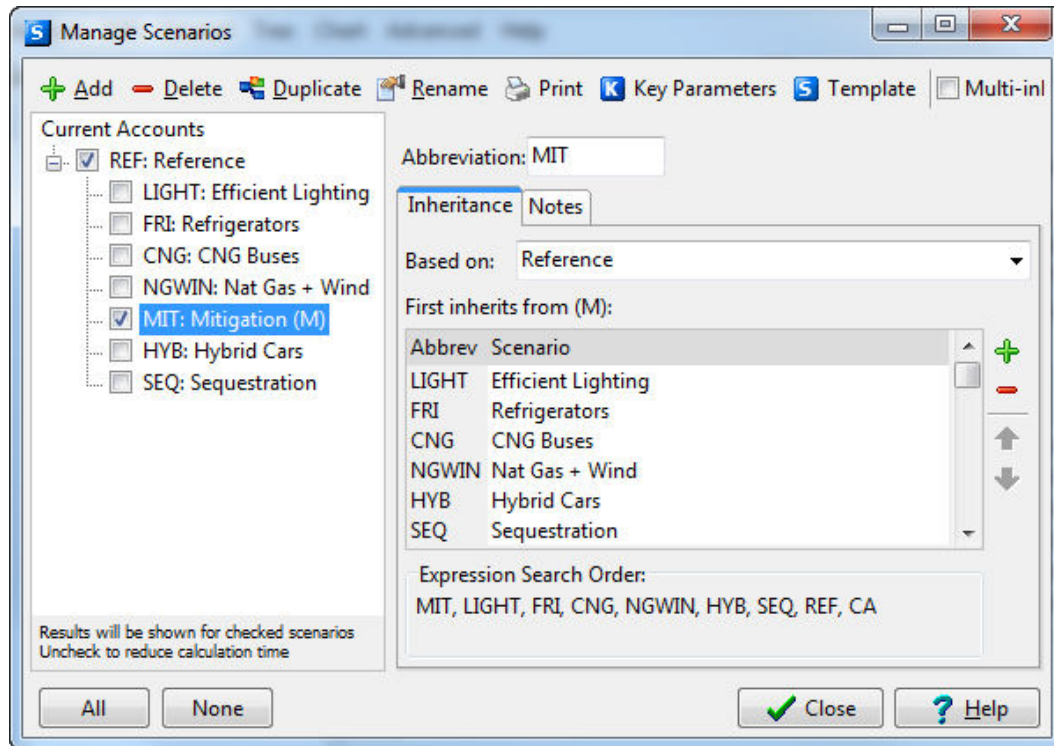 Manage Scenarios
Add Delete Duplicate Rename Print K Key Parameters S Template Multi-inl
Current Accounts
REF: Reference
LIGHT: Efficient Lighting
FRI: Refrigerators
CNG: CNG Buses
NGWIN: Nat Gas + Wind
MIT: Mitigation (M)
HYB: Hybrid Cars
SEQ: Sequestration
Results will be shown for checked scenarios
Uncheck to reduce calculation time
Abbreviation: MIT
Inheritance Notes
Based on: Reference
First inherits from (M):
Abbrev Scenario
LIGHT Efficient Lighting
FRI Refrigerators
CNG CNG Buses
NGWIN Nat Gas + Wind
HYB Hybrid Cars
SEQ Sequestration
Expression Search Order:
MIT, LIGHT, FRI, CNG, NGWIN, HYB, SEQ, REF, CA
All None Close ? Help